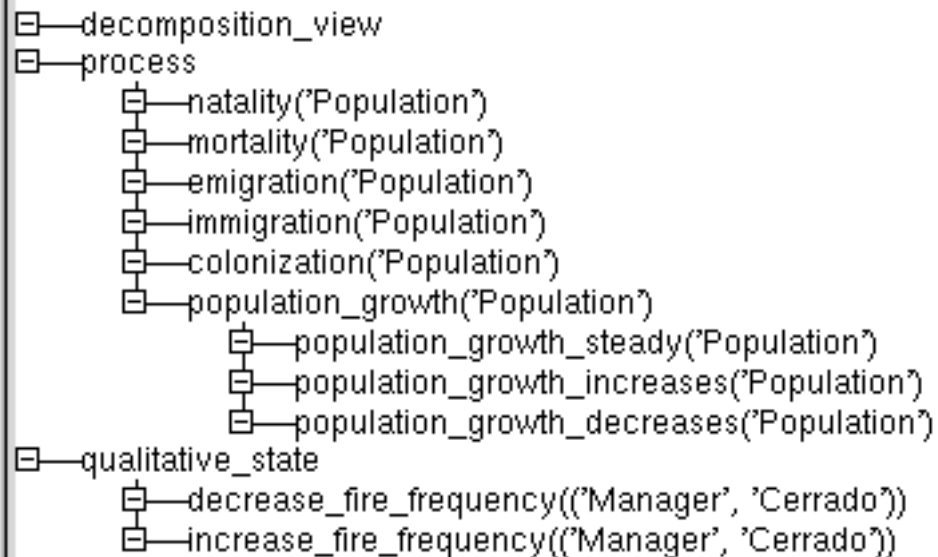 decomposition_view
process
natality('Population')
mortality('Population')
emigration('Population')
immigration('Population')
colonization('Population')
population_growth('Population')
population_growth_steady('Population')
population_growth_increases('Population')
population_growth_decreases('Population')
qualitative_state
decrease_fire_frequency(('Manager', 'Cerrado'))
increase_fire_frequency(('Manager', 'Cerrado'))